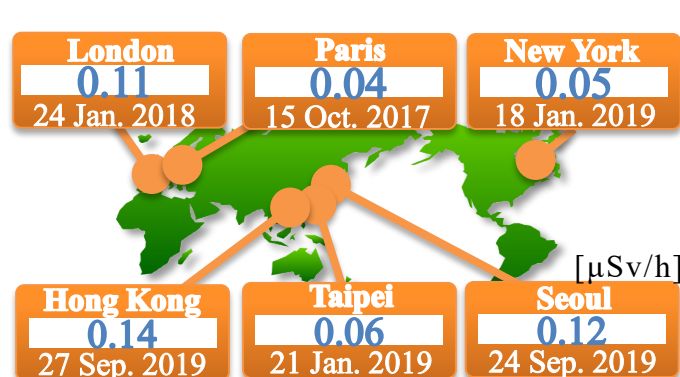 London
0.11
24 Jan. 2018
Paris
0.04
15 Oct. 2017
New York
0.05
18 Jan. 2019
[μSv/h]
Hong Kong
0.14
27 Sep. 2019
Taipei
0.06
21 Jan. 2019
Seoul
0.12
24 Sep. 2019